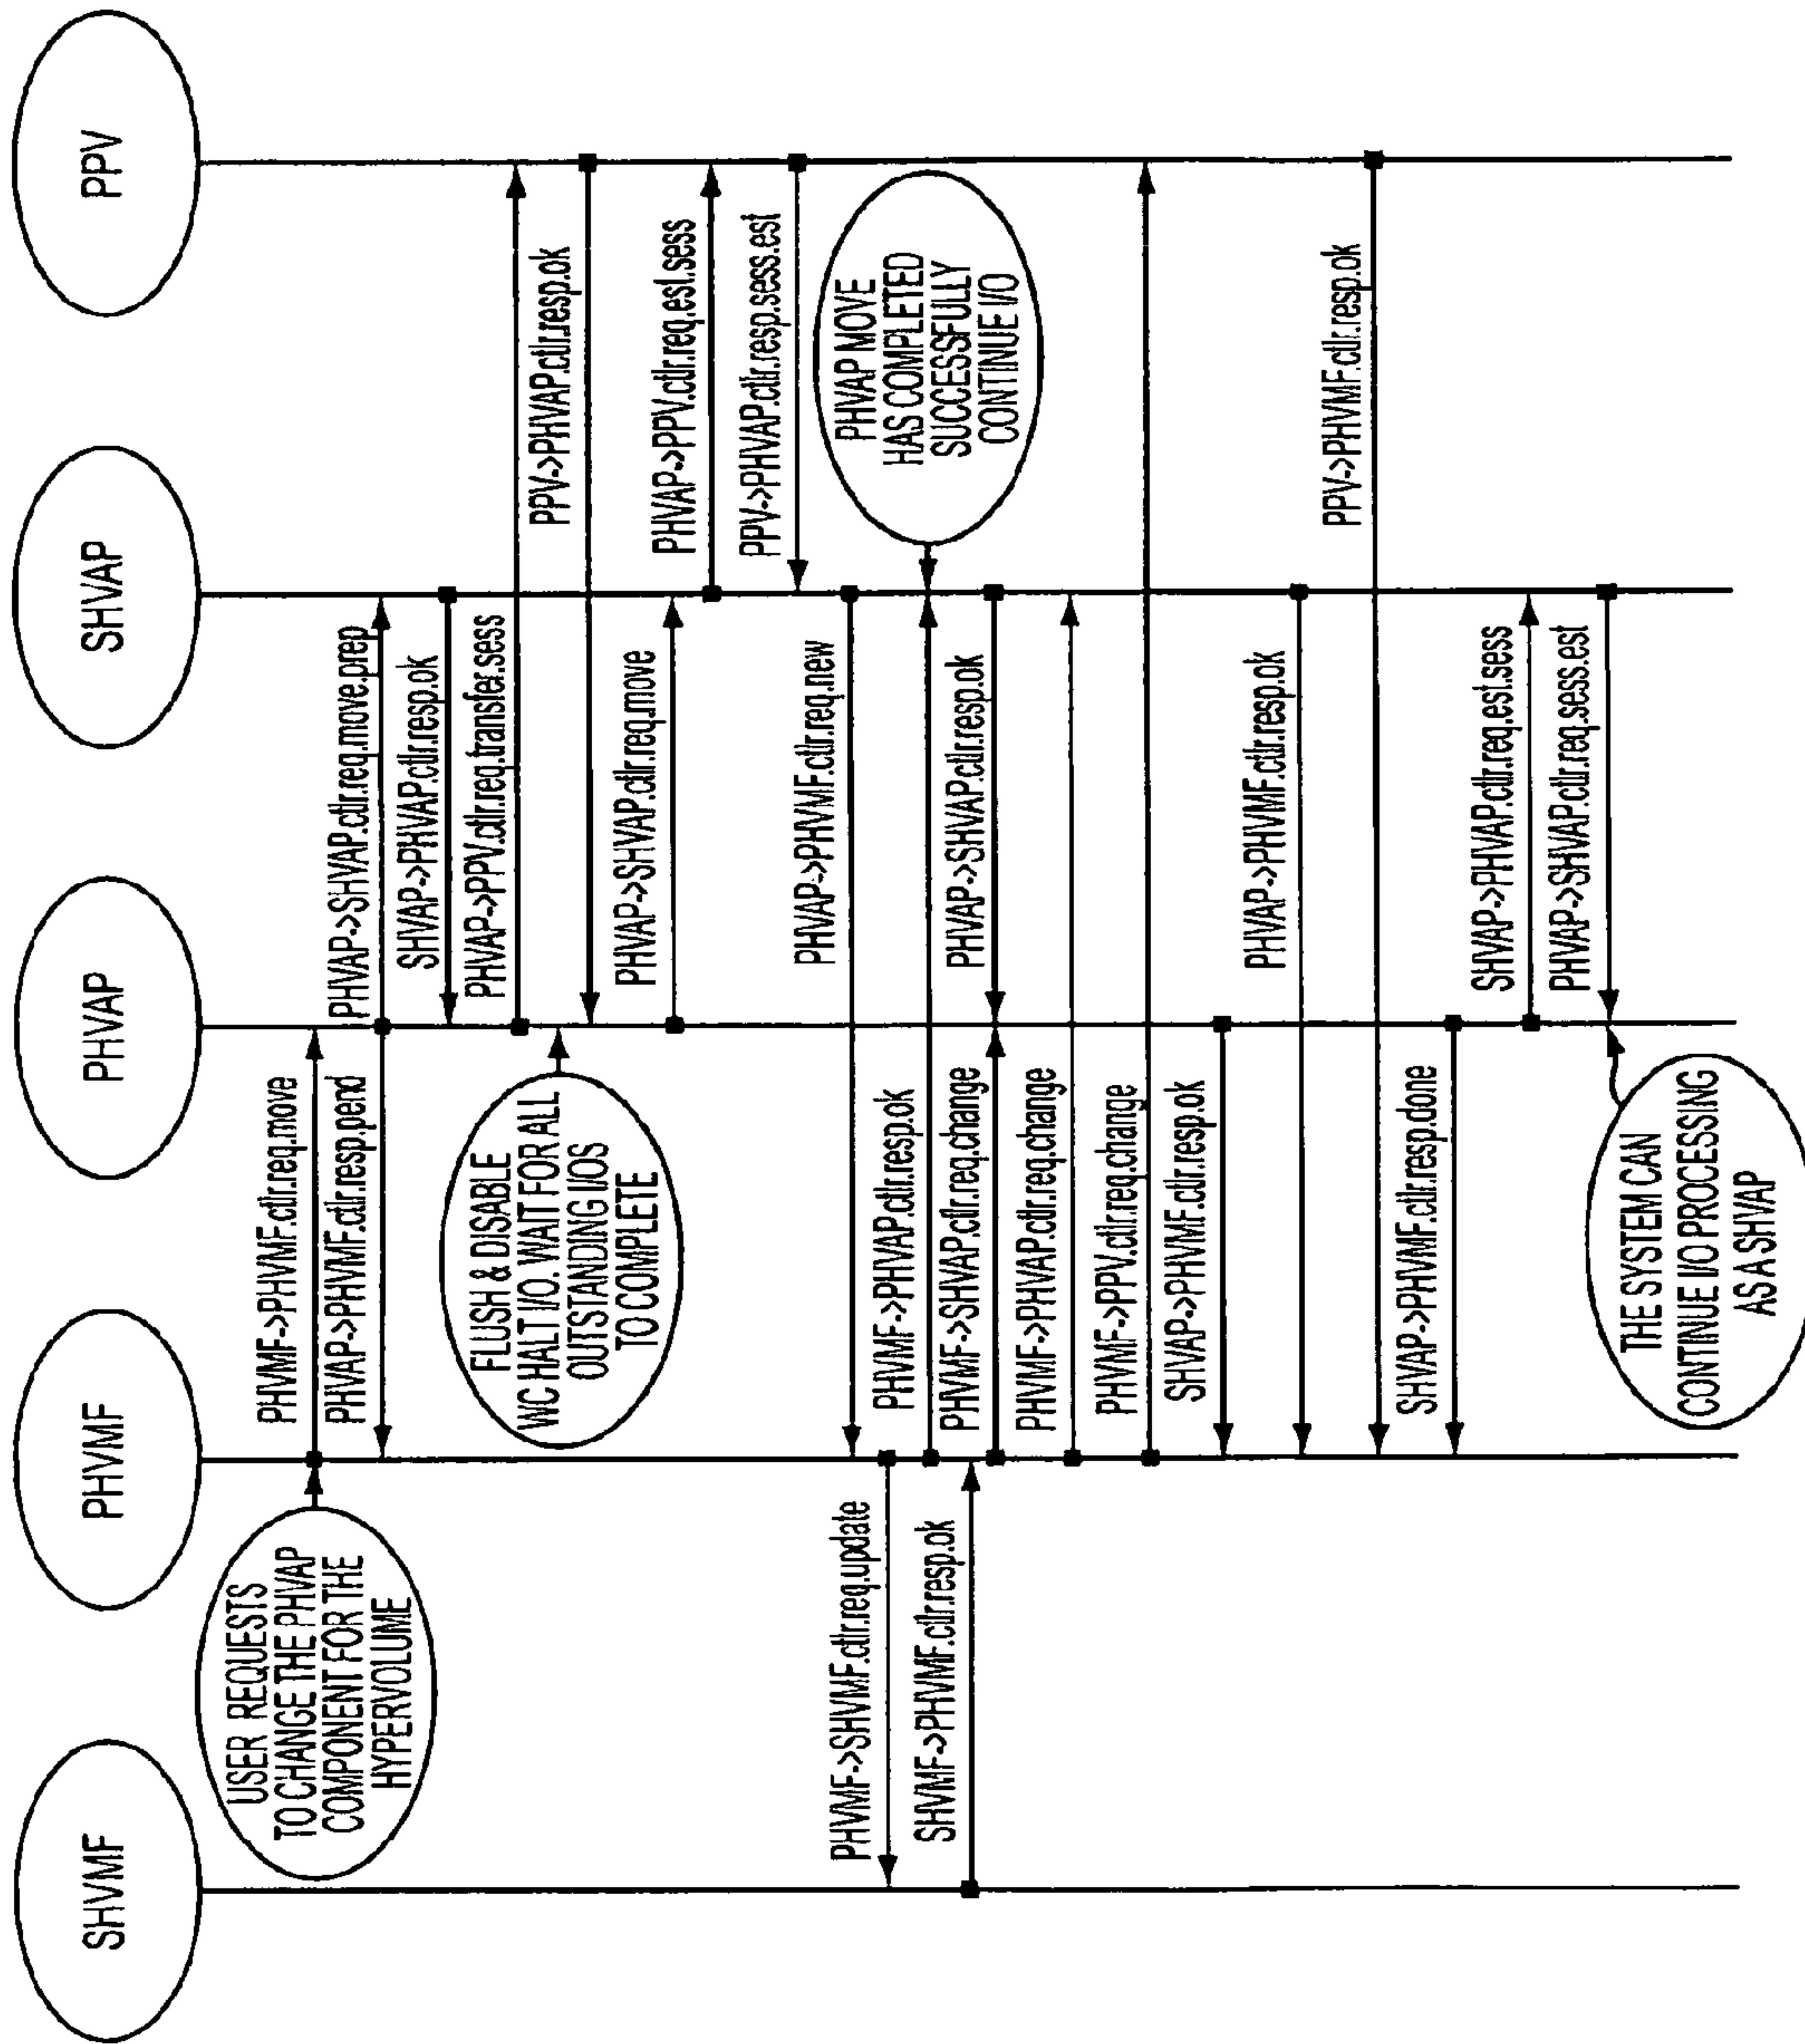 SHVMF
PHVMF
PHVAP
SHVAP
PPV
USER REQUESTS
TO CHANGE THE PHVAP
COMPONENT FOR THE
HYPERVOLUME
PHVMF->PHVMF.ctlr.req.move
PHVAP->PHVMF.ctlr.resp.pend
PHVAP->SHVAP.ctlr.req.move.prep
SHVAP->PHVAP.ctlr.resp.ok
PHVAP->PPV.ctlr.req.transfer.sess
FLUSH & DISABLE
WC HALT I/O. WAIT FOR ALL
OUTSTANDING I/OS
TO COMPLETE
PPV->PHVAP.ctlr.resp.ok
PHVAP->SHVAP.ctlr.req.move
PHVAP->PPV.ctlr.req.est.sess
PPV->PHVAP.ctlr.resp.sess.est
PHVAP->PHVMF.ctlr.req.new
PHVAP MOVE
HAS COMPLETED
SUCCESSFULLY
CONTINUE I/O
PHVMF->SHVMF.ctlr.req.update
PHVMF->PHVAP.ctlr.resp.ok
SHVMF->PHVMF.ctlr.resp.ok
PHVMF->SHVAP.ctlr.req.change
PHVAP->SHVAP.ctlr.resp.ok
PHVMF->PHVAP.ctlr.req.change
PHVMF->PPV.ctlr.req.change
SHVAP->PHVMF.ctlr.resp.ok
PHVAP->PHVMF.ctlr.resp.ok
PPV->PHVMF.ctlr.resp.ok
SHVAP->PHVMF.ctlr.resp.done
SHVAP->PHVAP.ctlr.req.est.sess
PHVAP->SHVAP.ctlr.req.sess.est
THE SYSTEM CAN
CONTINUE I/O PROCESSING
AS A SHVAP